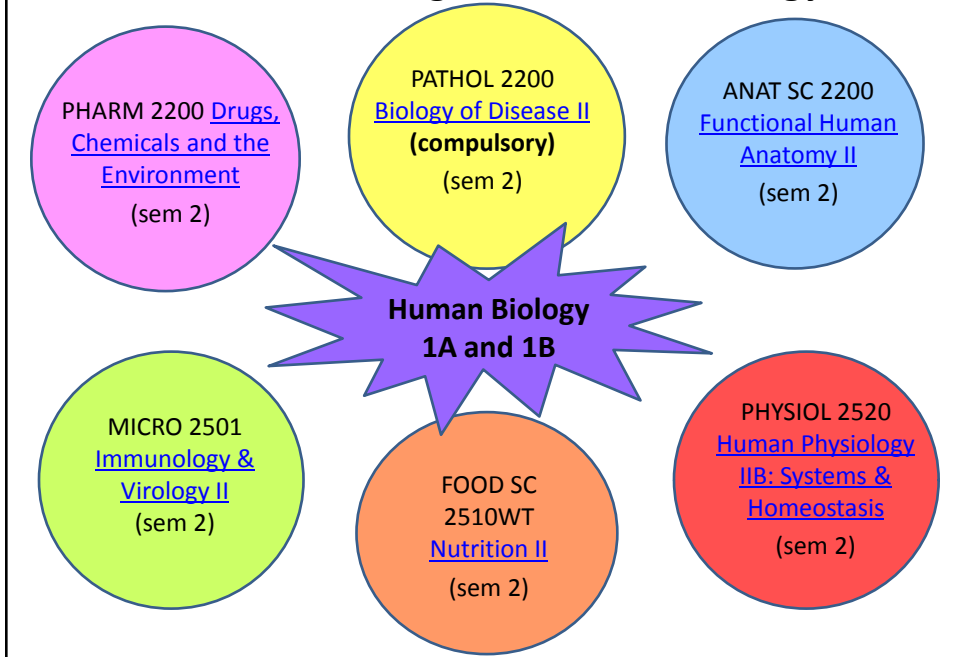 PHARM 2200 Drugs,
Chemicals and the
Environment
(sem 2)
PATHOL 2200
Biology of Disease II
(compulsory)
(sem 2)
ANAT SC 2200
Functional Human
Anatomy II
(sem 2)
Human Biology
1A and 1B
MICRO 2501
Immunology &
Virology II
(sem 2)
FOOD SC
2510WT
Nutrition II
(sem 2)
PHYSIOL 2520
Human Physiology
IIB: Systems &
Homeostasis
(sem 2)